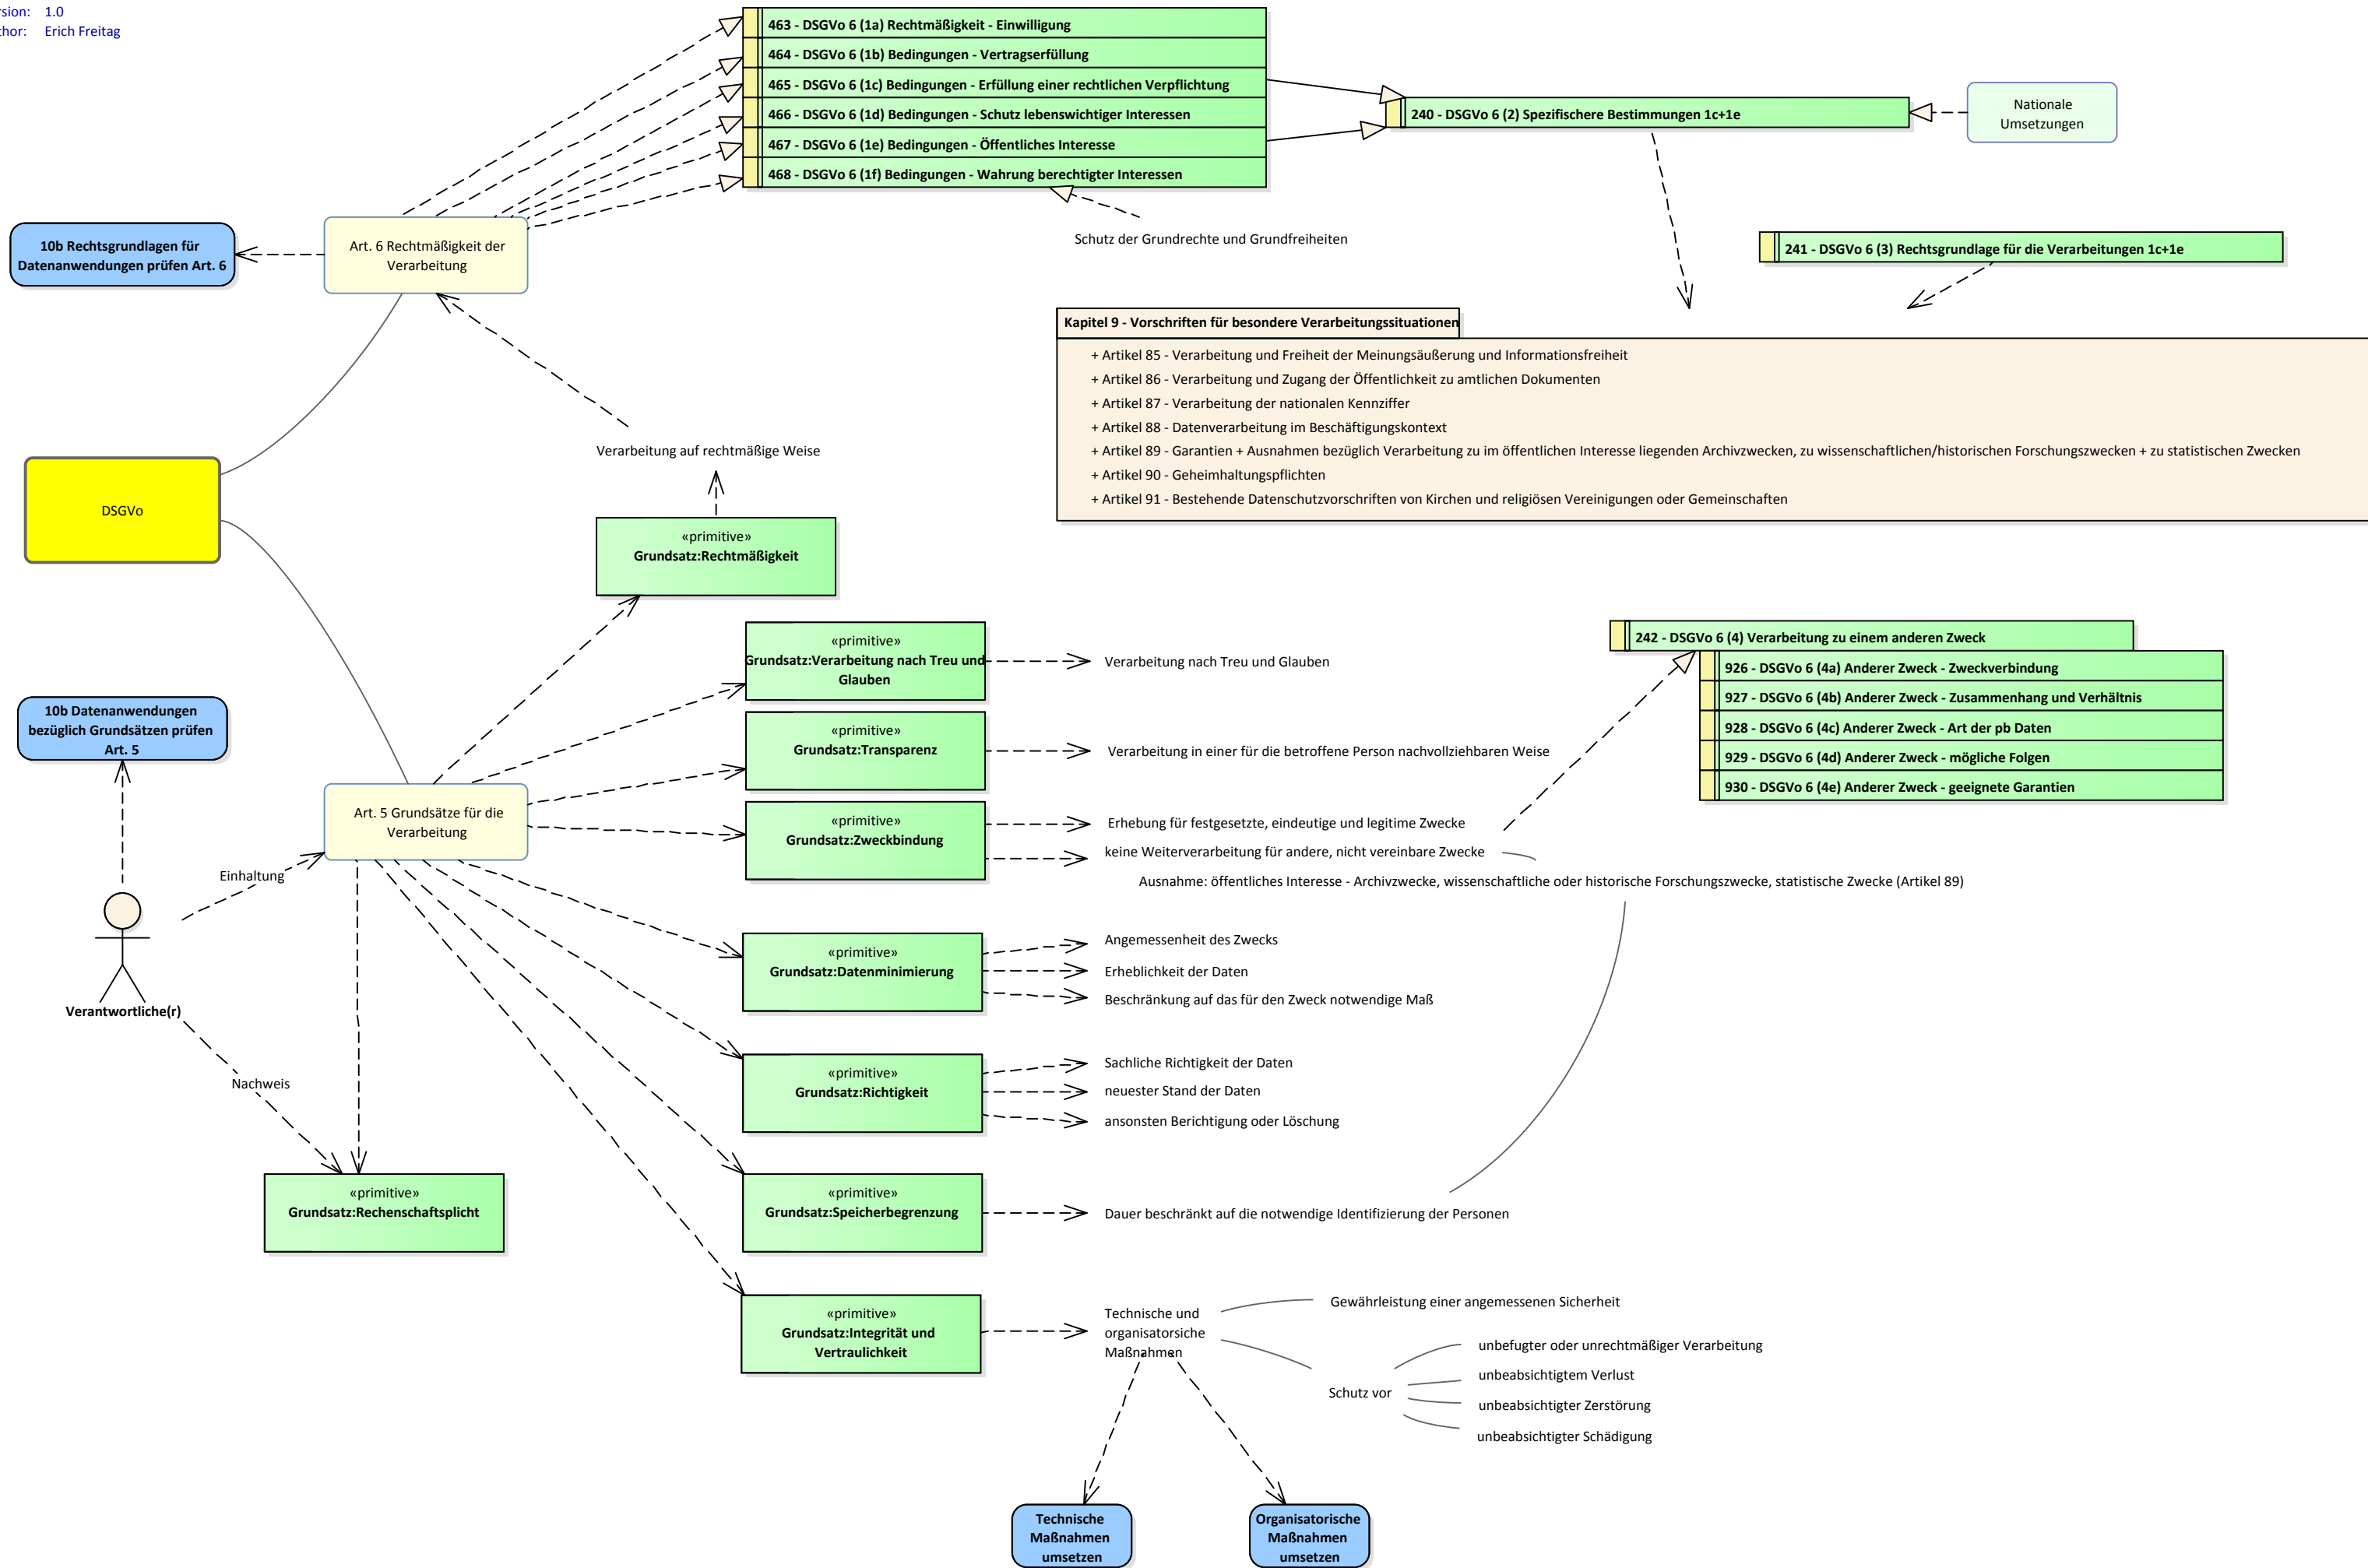 rsion: 1.0
thor: Erich Freitag
463 - DSGVo 6 (1a) Rechtmäßigkeit - Einwilligung
464 - DSGVo 6 (1b) Bedingungen - Vertragserfüllung
465 - DSGVo 6 (1c) Bedingungen - Erfüllung einer rechtlichen Verpflichtung
466 - DSGVo 6 (1d) Bedingungen - Schutz lebenswichtiger Interessen
467 - DSGVo 6 (1e) Bedingungen - Öffentliches Interesse
468 - DSGVo 6 (1f) Bedingungen - Wahrung berechtigter Interessen
240 - DSGVo 6 (2) Spezifischere Bestimmungen 1c+1e
Nationale
Umsetzungen
10b Rechtsgrundlagen für
Datenanwendungen prüfen Art. 6
Art. 6 Rechtmäßigkeit der
Verarbeitung
Schutz der Grundrechte und Grundfreiheiten
241 - DSGVo 6 (3) Rechtsgrundlage für die Verarbeitungen 1c+1e
Kapitel 9 - Vorschriften für besondere Verarbeitungssituationen
+ Artikel 85 - Verarbeitung und Freiheit der Meinungsäußerung und Informationsfreiheit
+ Artikel 86 - Verarbeitung und Zugang der Öffentlichkeit zu amtlichen Dokumenten
+ Artikel 87 - Verarbeitung der nationalen Kennziffer
+ Artikel 88 - Datenverarbeitung im Beschäftigungskontext
+ Artikel 89 - Garantien + Ausnahmen bezüglich Verarbeitung zu im öffentlichen Interesse liegenden Archivzwecken, zu wissenschaftlichen/historischen Forschungszwecken + zu statistischen Zwecken
+ Artikel 90 - Geheimhaltungspflichten
+ Artikel 91 - Bestehende Datenschutzvorschriften von Kirchen und religiösen Vereinigungen oder Gemeinschaften
Verarbeitung auf rechtmäßige Weise
DSGVo
«primitive»
Grundsatz:Rechtmäßigkeit
«primitive»
Grundsatz:Verarbeitung nach Treu und
Glauben
Verarbeitung nach Treu und Glauben
242 - DSGVo 6 (4) Verarbeitung zu einem anderen Zweck
926 - DSGVo 6 (4a) Anderer Zweck - Zweckverbindung
927 - DSGVo 6 (4b) Anderer Zweck - Zusammenhang und Verhältnis
928 - DSGVo 6 (4c) Anderer Zweck - Art der pb Daten
929 - DSGVo 6 (4d) Anderer Zweck - mögliche Folgen
930 - DSGVo 6 (4e) Anderer Zweck - geeignete Garantien
10b Datenanwendungen
bezüglich Grundsätzen prüfen
Art. 5
«primitive»
Grundsatz:Transparenz
Verarbeitung in einer für die betroffene Person nachvollziehbaren Weise
Art. 5 Grundsätze für die
Verarbeitung
«primitive»
Grundsatz:Zweckbindung
Erhebung für festgesetzte, eindeutige und legitime Zwecke
keine Weiterverarbeitung für andere, nicht vereinbare Zwecke
Ausnahme: öffentliches Interesse - Archivzwecke, wissenschaftliche oder historische Forschungszwecke, statistische Zwecke (Artikel 89)
Einhaltung
Verantwortliche(r)
«primitive»
Grundsatz:Datenminimierung
Angemessenheit des Zwecks
Erheblichkeit der Daten
Beschränkung auf das für den Zweck notwendige Maß
Nachweis
«primitive»
Grundsatz:Richtigkeit
Sachliche Richtigkeit der Daten
neuester Stand der Daten
ansonsten Berichtigung oder Löschung
«primitive»
Grundsatz:Rechenschaftsplicht
«primitive»
Grundsatz:Speicherbegrenzung
Dauer beschränkt auf die notwendige Identifizierung der Personen
«primitive»
Grundsatz:Integrität und
Vertraulichkeit
Technische und
organisatorsiche
Maßnahmen
Gewährleistung einer angemessenen Sicherheit
Schutz vor
unbefugter oder unrechtmäßiger Verarbeitung
unbeabsichtigtem Verlust
unbeabsichtigter Zerstörung
unbeabsichtigter Schädigung
Technische
Maßnahmen
umsetzen
Organisatorische
Maßnahmen
umsetzen